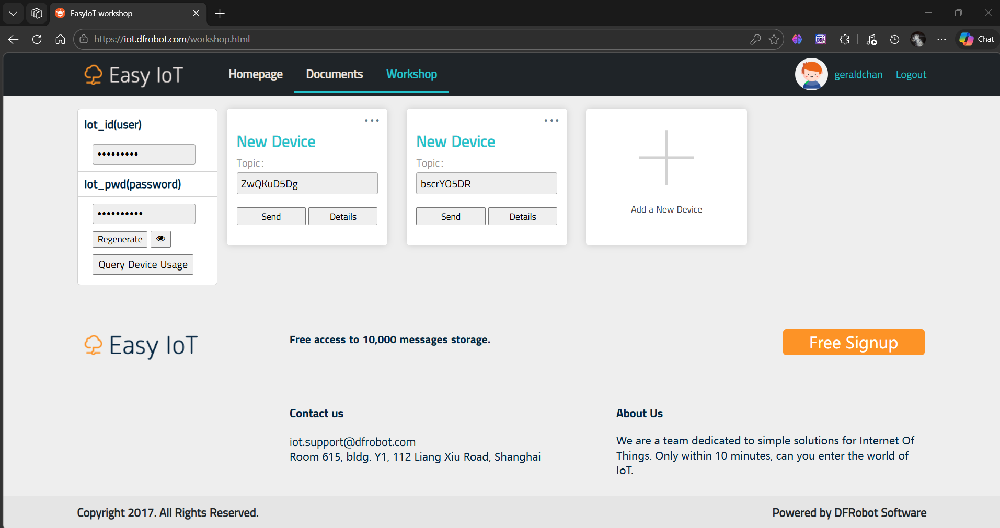 EasyIoT workshop
https://iot.dfrobot.com/workshop.html
Chat
Easy IoT
Homepage
Documents
Workshop
geraldchan
Logout
Iot_id(user)
•••••••••
Iot_pwd(password)
••••••••••
Regenerate
Query Device Usage
New Device
Topic:
ZwQKuD5Dg
Send
Details
New Device
Topic:
bscrYO5DR
Send
Details
Add a New Device
Easy IoT
Free access to 10,000 messages storage.
Free Signup
Contact us
iot.support@dfrobot.com
Room 615, bldg. Y1, 112 Liang Xiu Road, Shanghai
About Us
We are a team dedicated to simple solutions for Internet Of
Things. Only within 10 minutes, can you enter the world of
IoT.
Copyright 2017. All Rights Reserved.
Powered by DFRobot Software